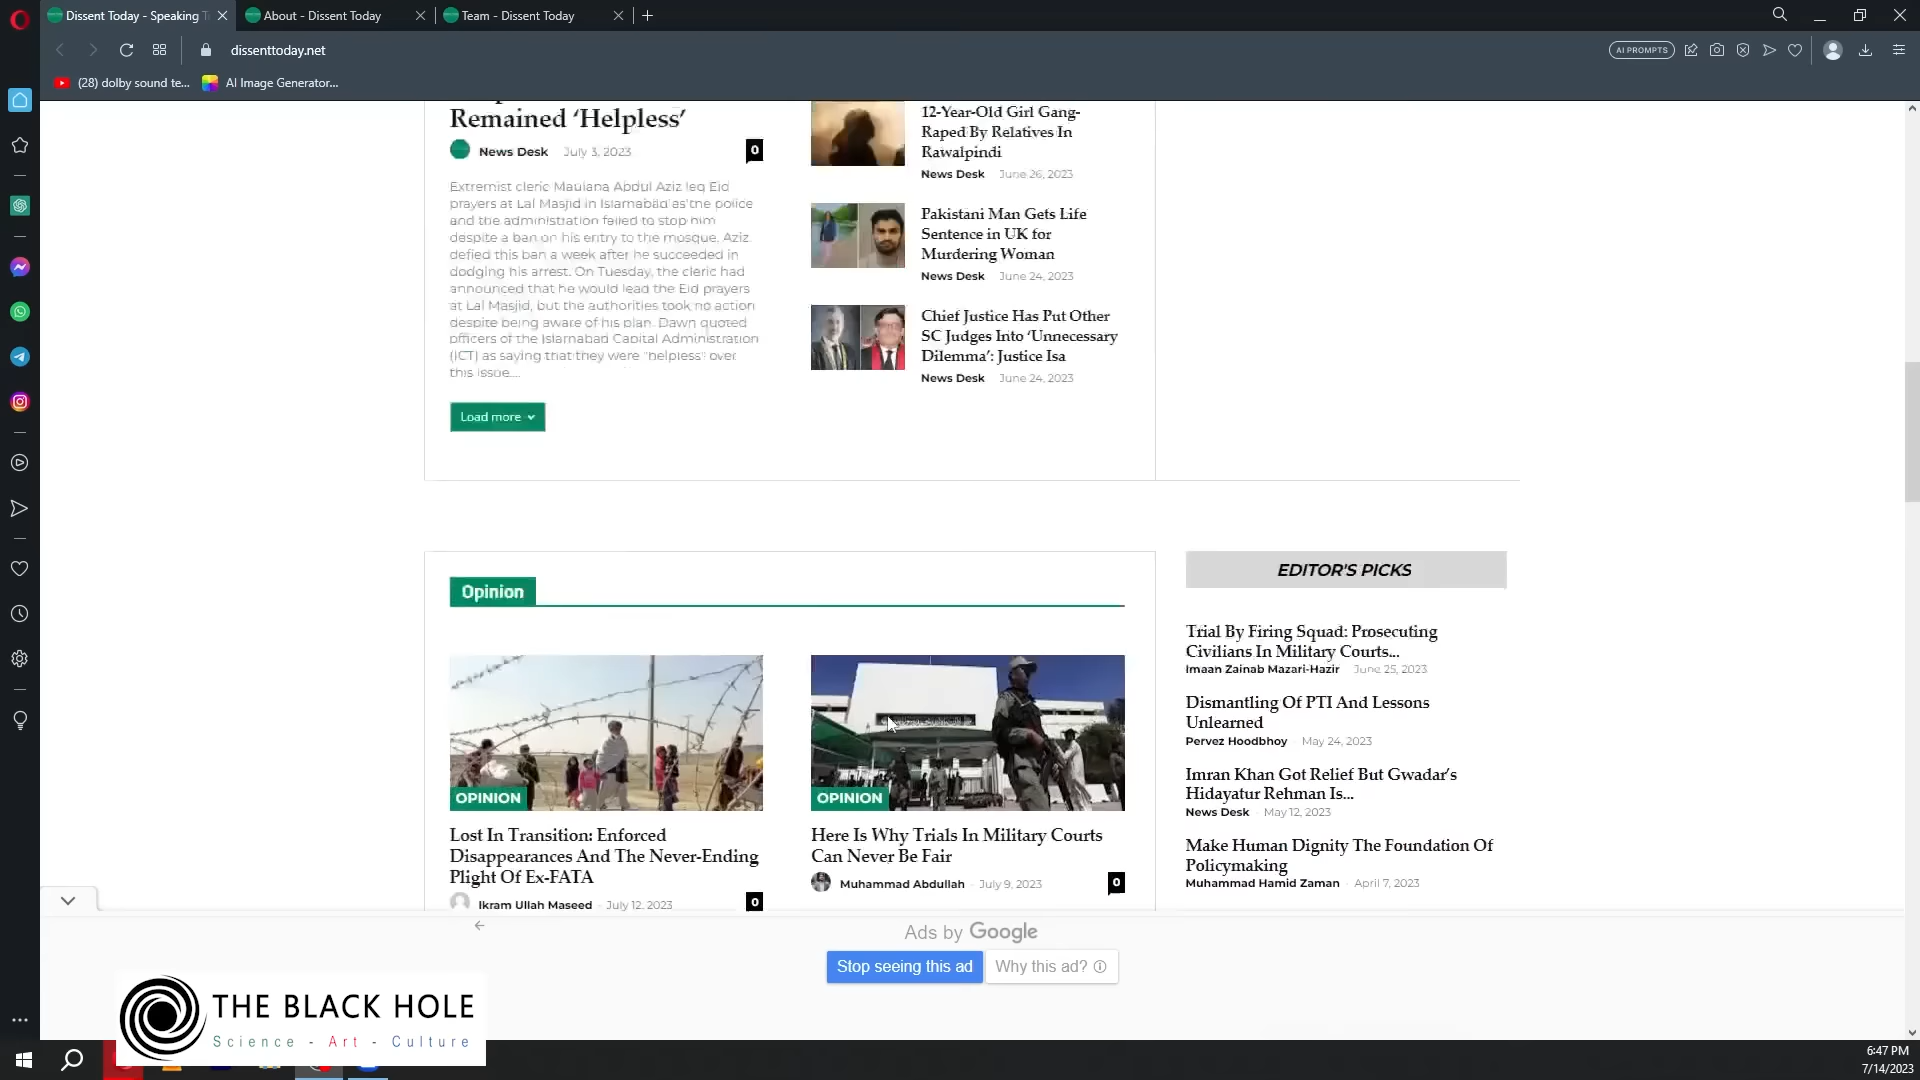 Dissent Today - Speaking T
About - Dissent Today
Team - Dissent Today
dissenttoday.net
AI PROMPTS
(28) dolby sound te...
AI Image Generator...
Remained ‘Helpless’
News Desk July 3, 2023
0
Extremist cleric Maulana Abdul Aziz led Eid
prayers at Lal Masjid in Islamabad as the police
and the administration failed to stop him
despite a ban on his entry to the mosque. Aziz
defied this ban a week after he succeeded in
dodging his arrest. On Tuesday, the cleric had
announced that he would lead the Eid prayers
at Lal Masjid, but the authorities took no action
despite being aware of his plan. Dawn quoted
officers of the Islamabad Capital Administration
(ICT) as saying that they were "helpless" over
this issue....
Load more
12-Year-Old Girl Gang-
Raped By Relatives In
Rawalpindi
News Desk June 26, 2023
Pakistani Man Gets Life
Sentence in UK for
Murdering Woman
News Desk June 24, 2023
Chief Justice Has Put Other
SC Judges Into ‘Unnecessary
Dilemma’: Justice Isa
News Desk June 24, 2023
Opinion
OPINION
Lost In Transition: Enforced
Disappearances And The Never-Ending
Plight Of Ex-FATA
Ikram Ullah Maseed - July 12, 2023
0
OPINION
Here Is Why Trials In Military Courts
Can Never Be Fair
Muhammad Abdullah - July 9, 2023
0
EDITOR'S PICKS
Trial By Firing Squad: Prosecuting
Civilians In Military Courts...
Imaan Zainab Mazari-Hazir - June 25, 2023
Dismantling Of PTI And Lessons
Unlearned
Pervez Hoodbhoy - May 24, 2023
Imran Khan Got Relief But Gwadar’s
Hidayatur Rehman Is...
News Desk - May 12, 2023
Make Human Dignity The Foundation Of
Policymaking
Muhammad Hamid Zaman - April 7, 2023
Ads by Google
Stop seeing this ad
Why this ad?
THE BLACK HOLE
Science - Art - Culture
6:47 PM
7/14/2023